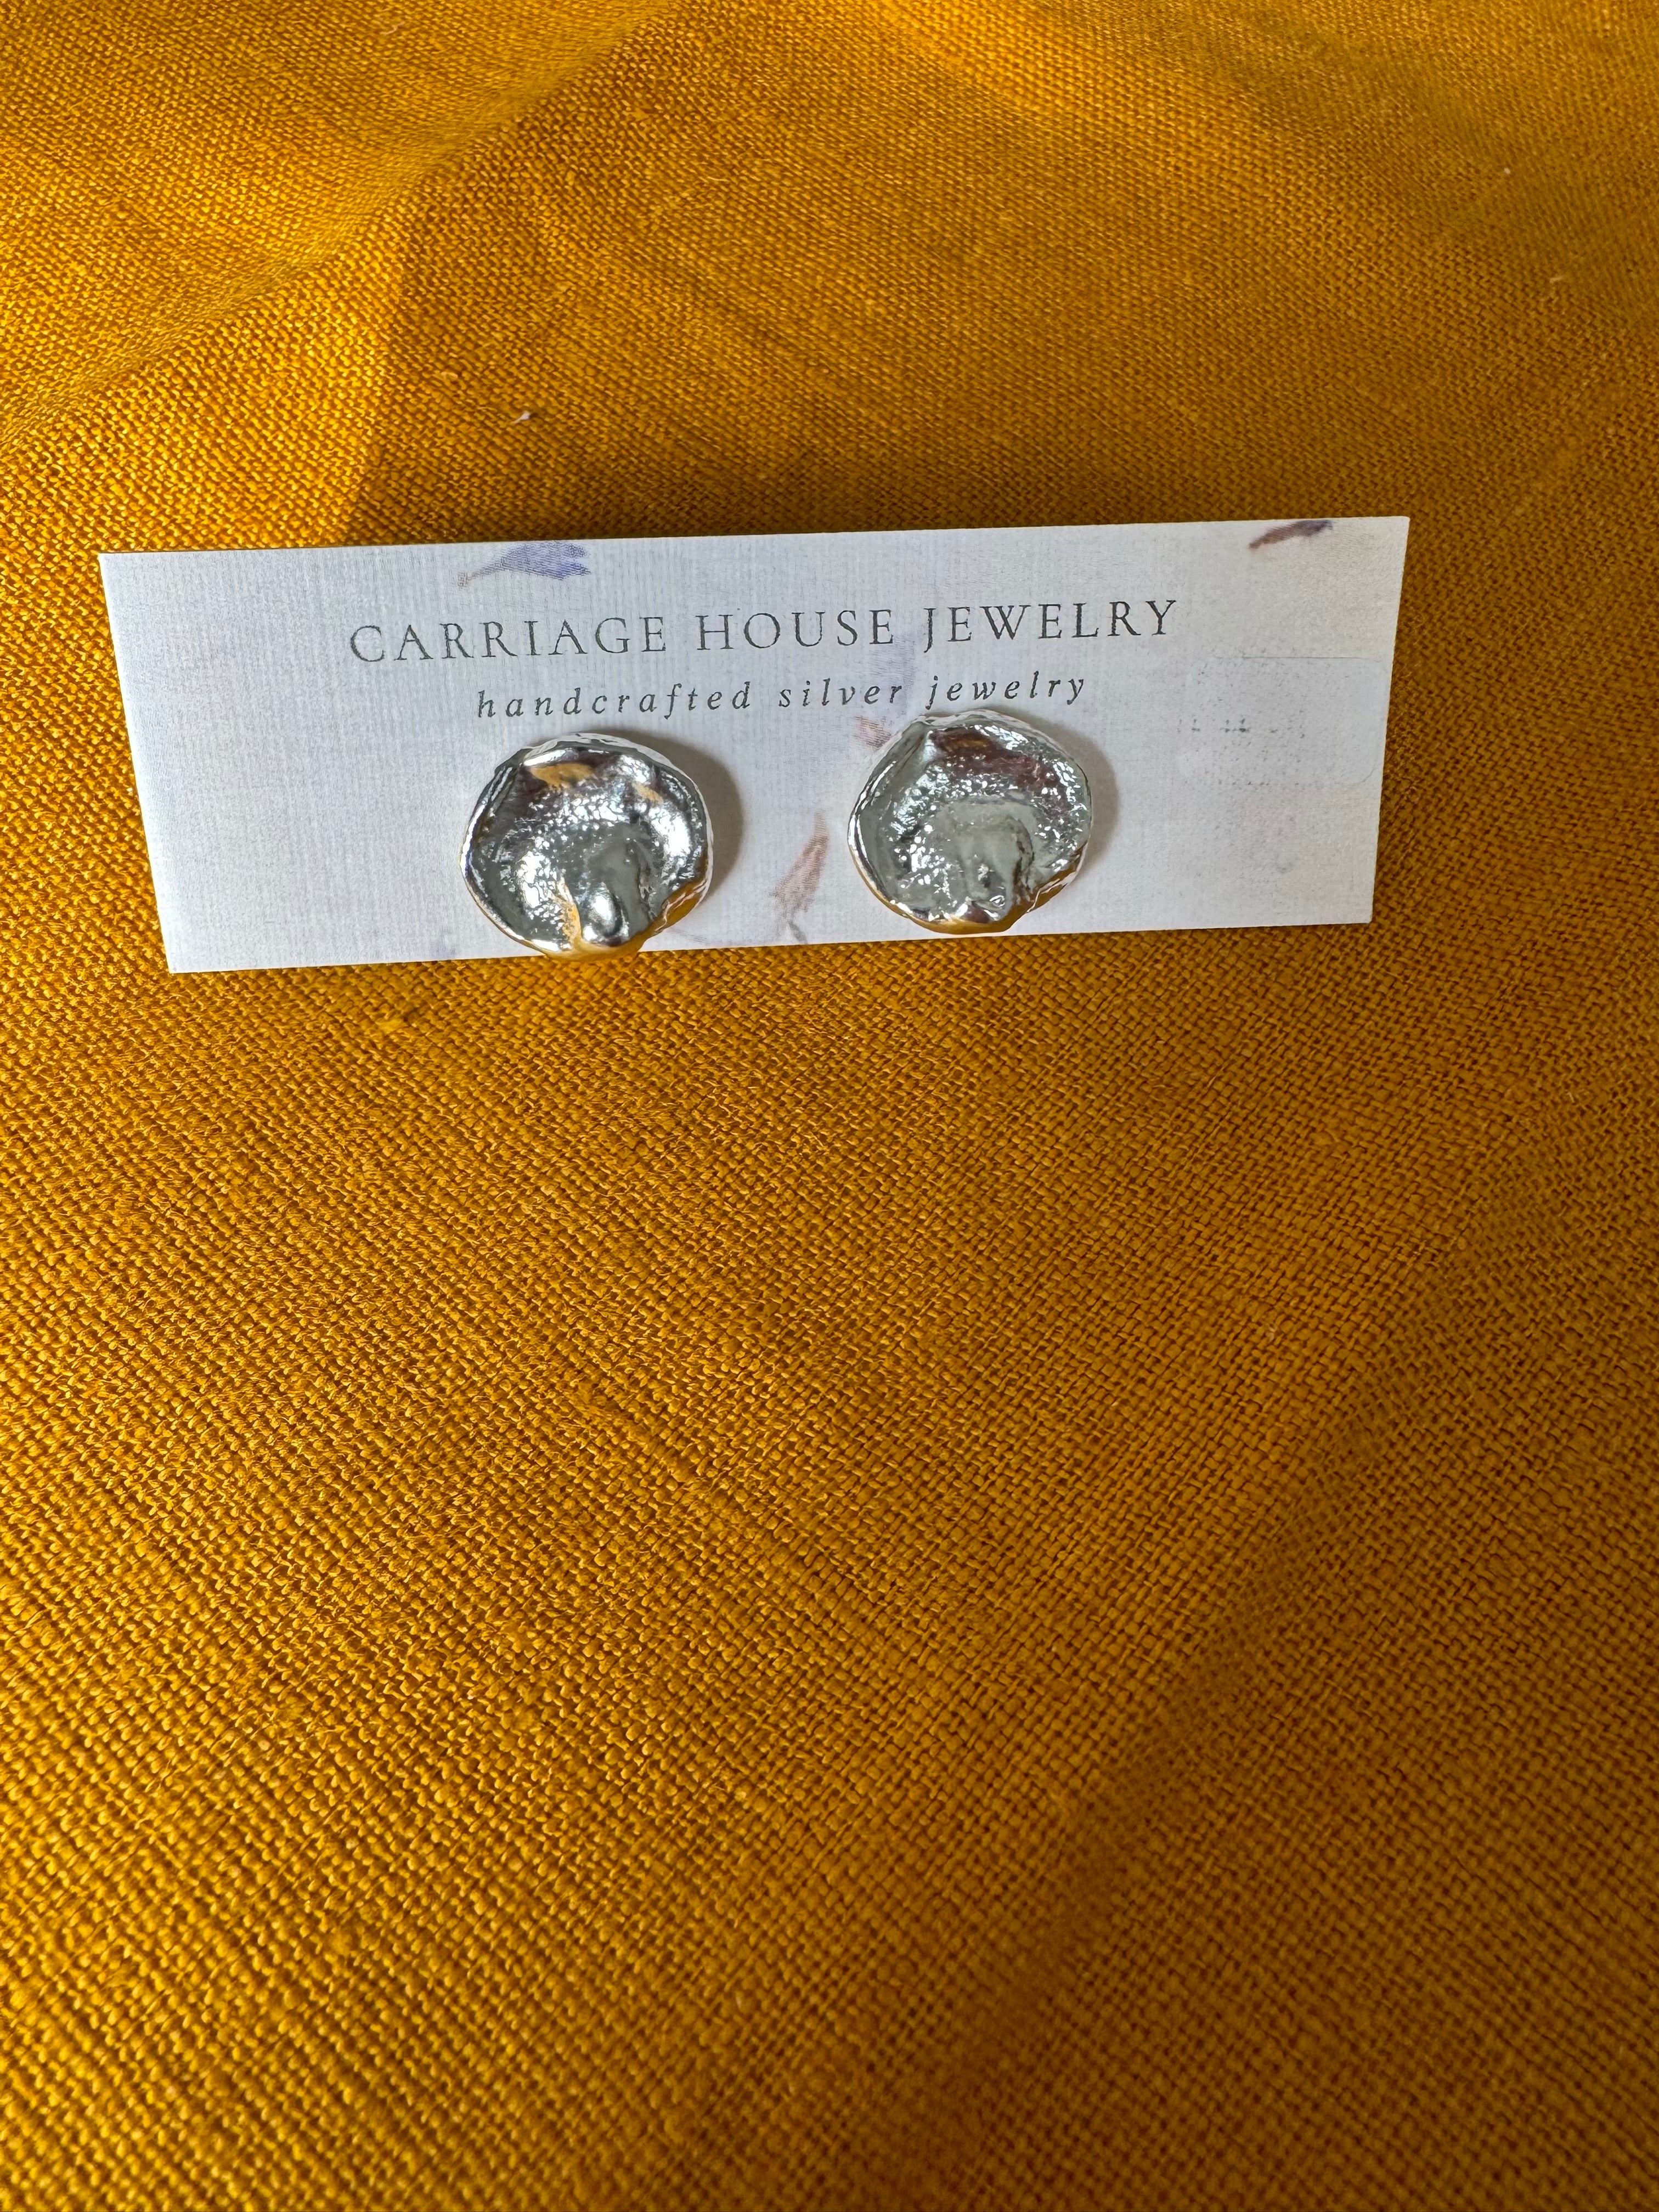 CARRIAGE HOUSE JEWELRY
handcrafted silver jewelry